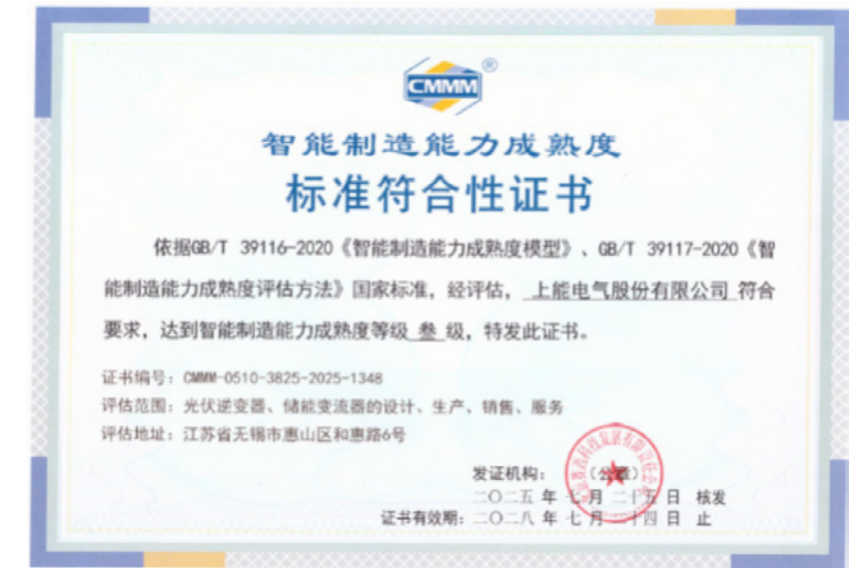 CMMM®
智能制造能力成熟度
标准符合性证书
依据GB/T 39116-2020《智能制造能力成熟度模型》、GB/T 39117-2020《智
能制造能力成熟度评估方法》国家标准，经评估， 上能电气股份有限公司 符合
要求，达到智能制造能力成熟度等级 叁 级，特发此证书。
证书编号：CMMM-0510-3825-2025-1348
评估范围：光伏逆变器、储能变流器的设计、生产、销售、服务
评估地址：江苏省无锡市惠山区和惠路6号
发证机构： （公章）
二〇二五 年 七 月 二十五 日 核发
证书有效期：二〇二八 年 七 月 二十四 日 止